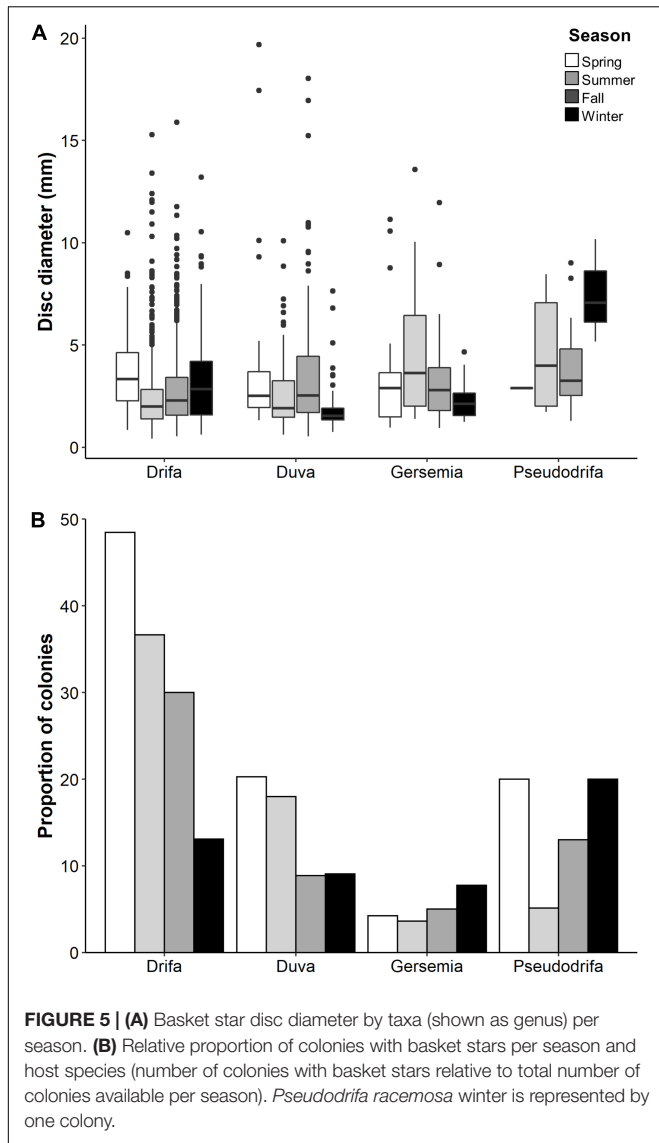 A
Season
Spring
Summer
Fall
Winter
Disc diameter (mm)
20
15
10
5
0
Drifa Duva Gersemia Pseudodrifa
B
Proportion of colonies
50
40
30
20
10
0
Drifa Duva Gersemia Pseudodrifa
FIGURE 5 | (A) Basket star disc diameter by taxa (shown as genus) per
season. (B) Relative proportion of colonies with basket stars per season and
host species (number of colonies with basket stars relative to total number of
colonies available per season). Pseudodrifa racemosa winter is represented by
one colony.